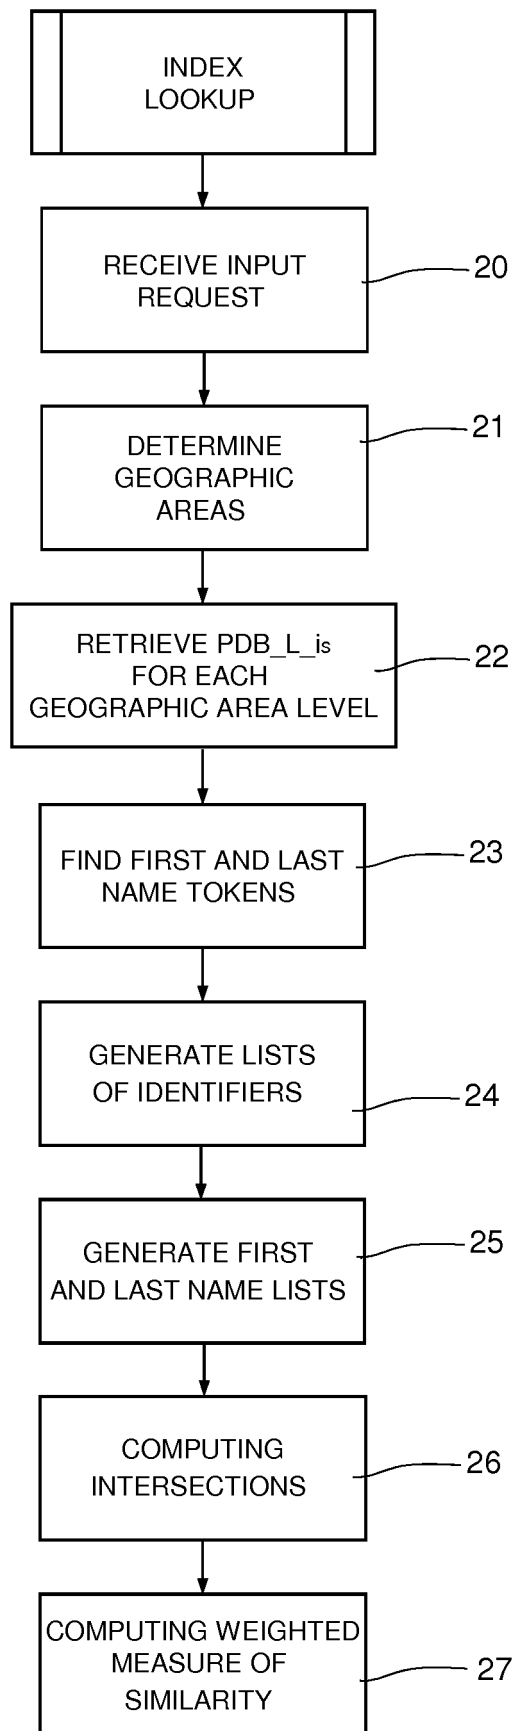 INDEX
LOOKUP
RECEIVE INPUT
REQUEST
20
DETERMINE
GEOGRAPHIC
AREAS
21
RETRIEVE PDB_L_is
FOR EACH
GEOGRAPHIC AREA LEVEL
22
FIND FIRST AND LAST
NAME TOKENS
23
GENERATE LISTS
OF IDENTIFIERS
24
GENERATE FIRST
AND LAST NAME LISTS
25
COMPUTING
INTERSECTIONS
26
COMPUTING WEIGHTED
MEASURE OF
SIMILARITY
27